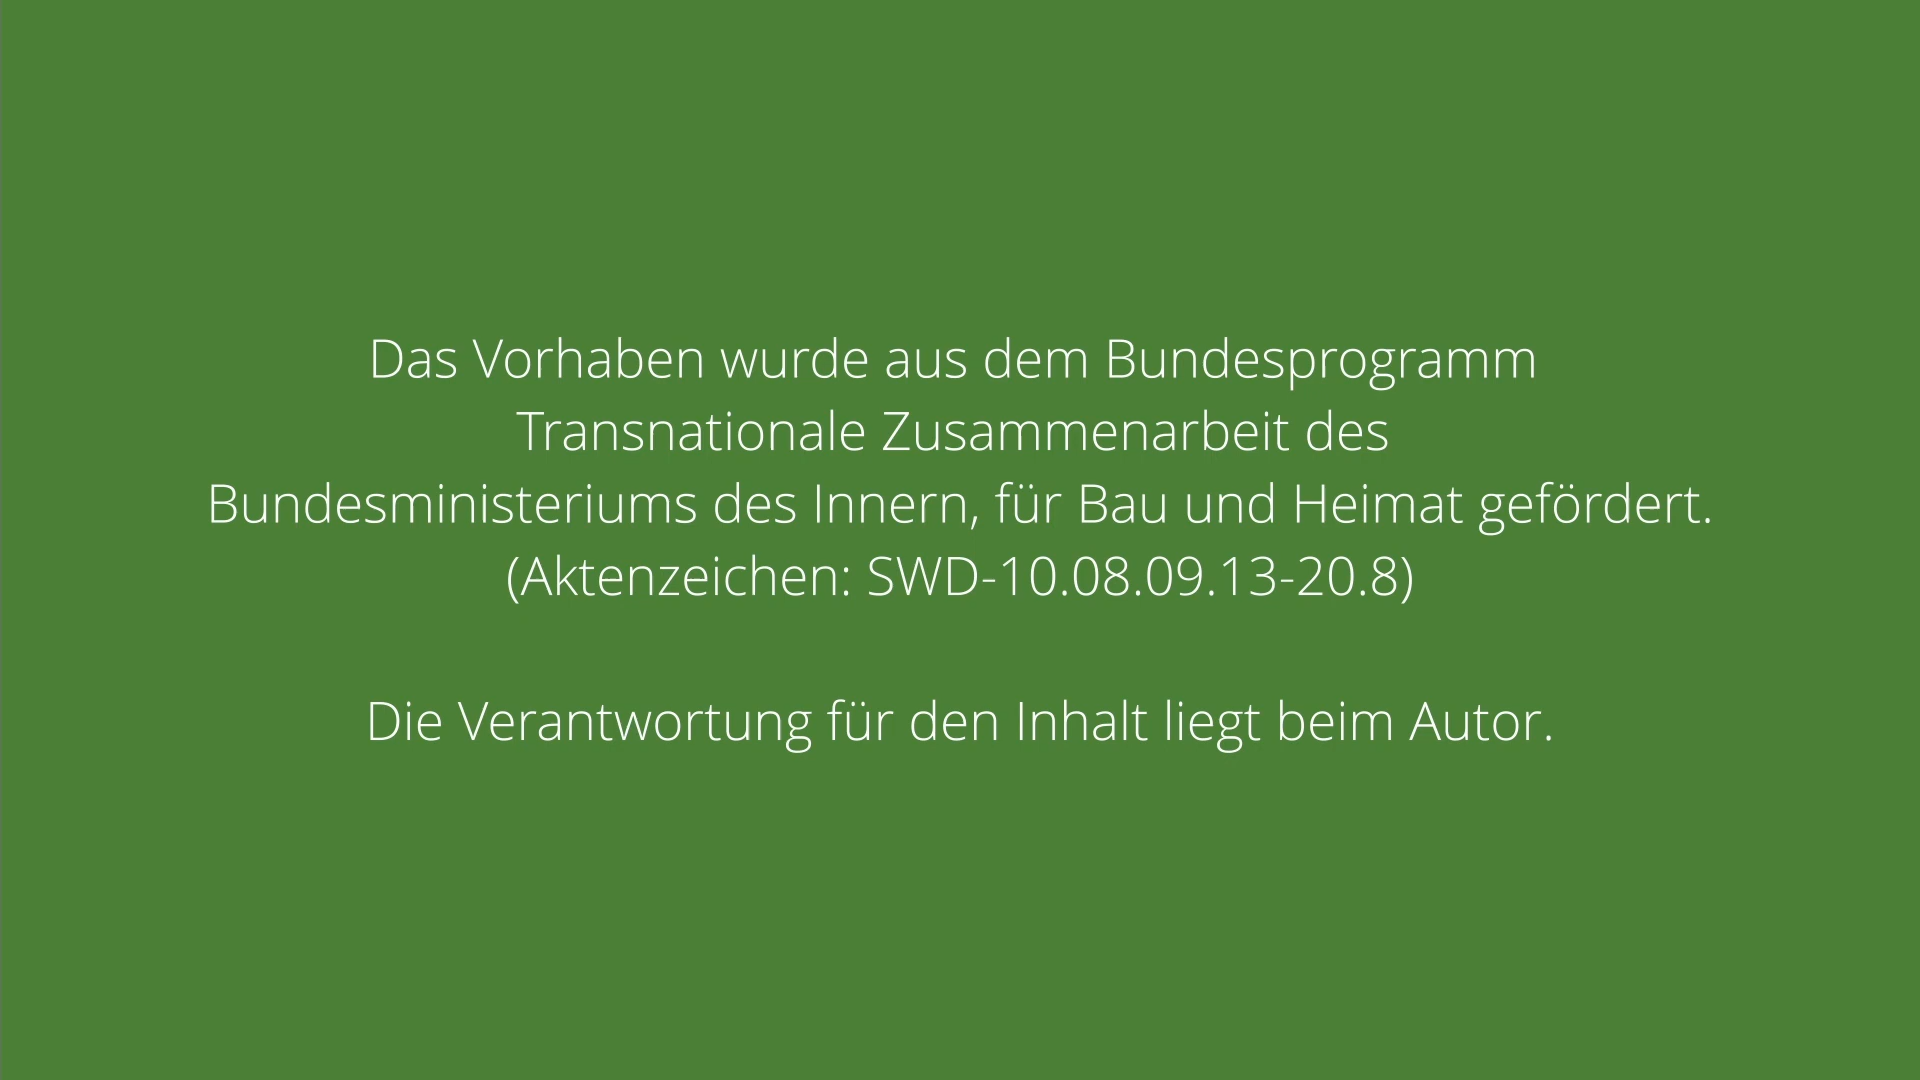 Das Vorhaben wurde aus dem Bundesprogramm
Transnationale Zusammenarbeit des
Bundesministeriums des Innern, für Bau und Heimat gefördert.
(Aktenzeichen: SWD-10.08.09.13-20.8)
Die Verantwortung für den Inhalt liegt beim Autor.